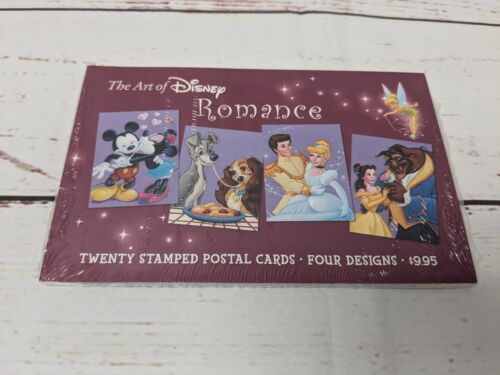 The Art of Disney
Romance
TWENTY STAMPED POSTAL CARDS · FOUR DESIGNS · $9.95